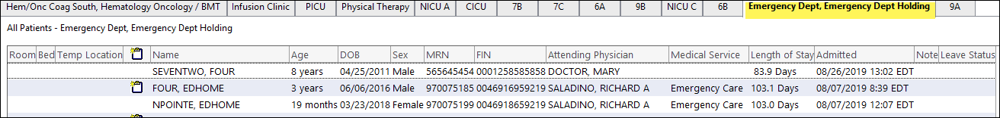 Hem/Onc Coag South, Hematology Oncology / BMT Infusion Clinic PICU Physical Therapy NICU A CICU 7B 7C 6A 9B NICU C 6B Emergency Dept, Emergency Dept Holding 9A
All Patients - Emergency Dept, Emergency Dept Holding
Room Bed Temp Location Name Age DOB Sex MRN FIN Attending Physician Medical Service Length of Stay Admitted Note Leave Status
SEVENTWO, FOUR 8 years 04/25/2011 Male 565645454 0001258585858 DOCTOR, MARY 83.9 Days 08/26/2019 13:02 EDT
FOUR, EDHOME 3 years 06/06/2016 Male 970075185 0046916959219 SALADINO, RICHARD A Emergency Care 103.1 Days 08/07/2019 8:39 EDT
NPOINTE, EDHOME 19 months 03/23/2018 Female 970075199 0046918659219 SALADINO, RICHARD A Emergency Care 103.0 Days 08/07/2019 12:07 EDT